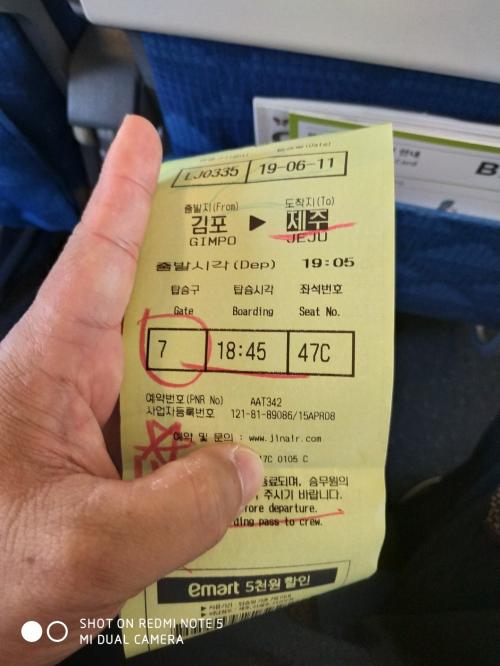 LJ0335 19-06-11
출발지(From) 도착지(To)
김포 ▶ 제주
GIMPO JEJU
출발시각(Dep) 19:05
탑승구 탑승시각 좌석번호
Gate Boarding Seat No.
7 18:45 47C
예약번호(PNR No) AAT342
사업자등록번호 121-81-89086/15APR08
예약 및 문의 : www.jinair.com
47C 0105 C
종료되며, 승무원의
주시기 바랍니다.
before departure.
boarding pass to crew.
emart 5천원 할인
안내
B
SHOT ON REDMI NOTE 5
MI DUAL CAMERA